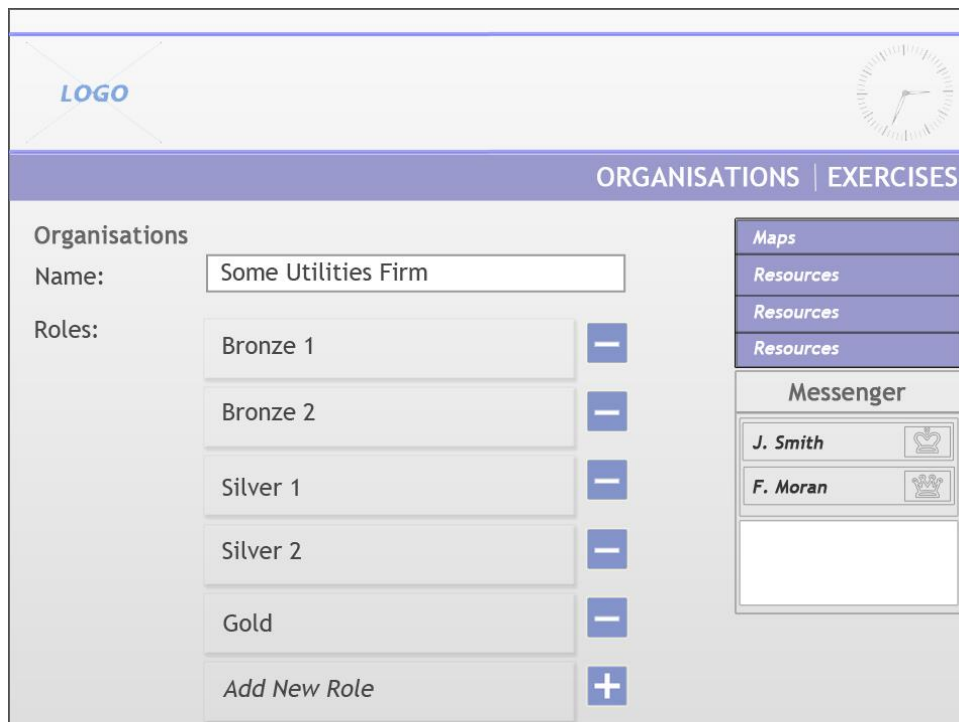 LOGO
ORGANISATIONS | EXERCISES
Organisations
Name: Some Utilities Firm
Roles:
Bronze 1
Bronze 2
Silver 1
Silver 2
Gold
Add New Role
Maps
Resources
Resources
Resources
Messenger
J. Smith
F. Moran